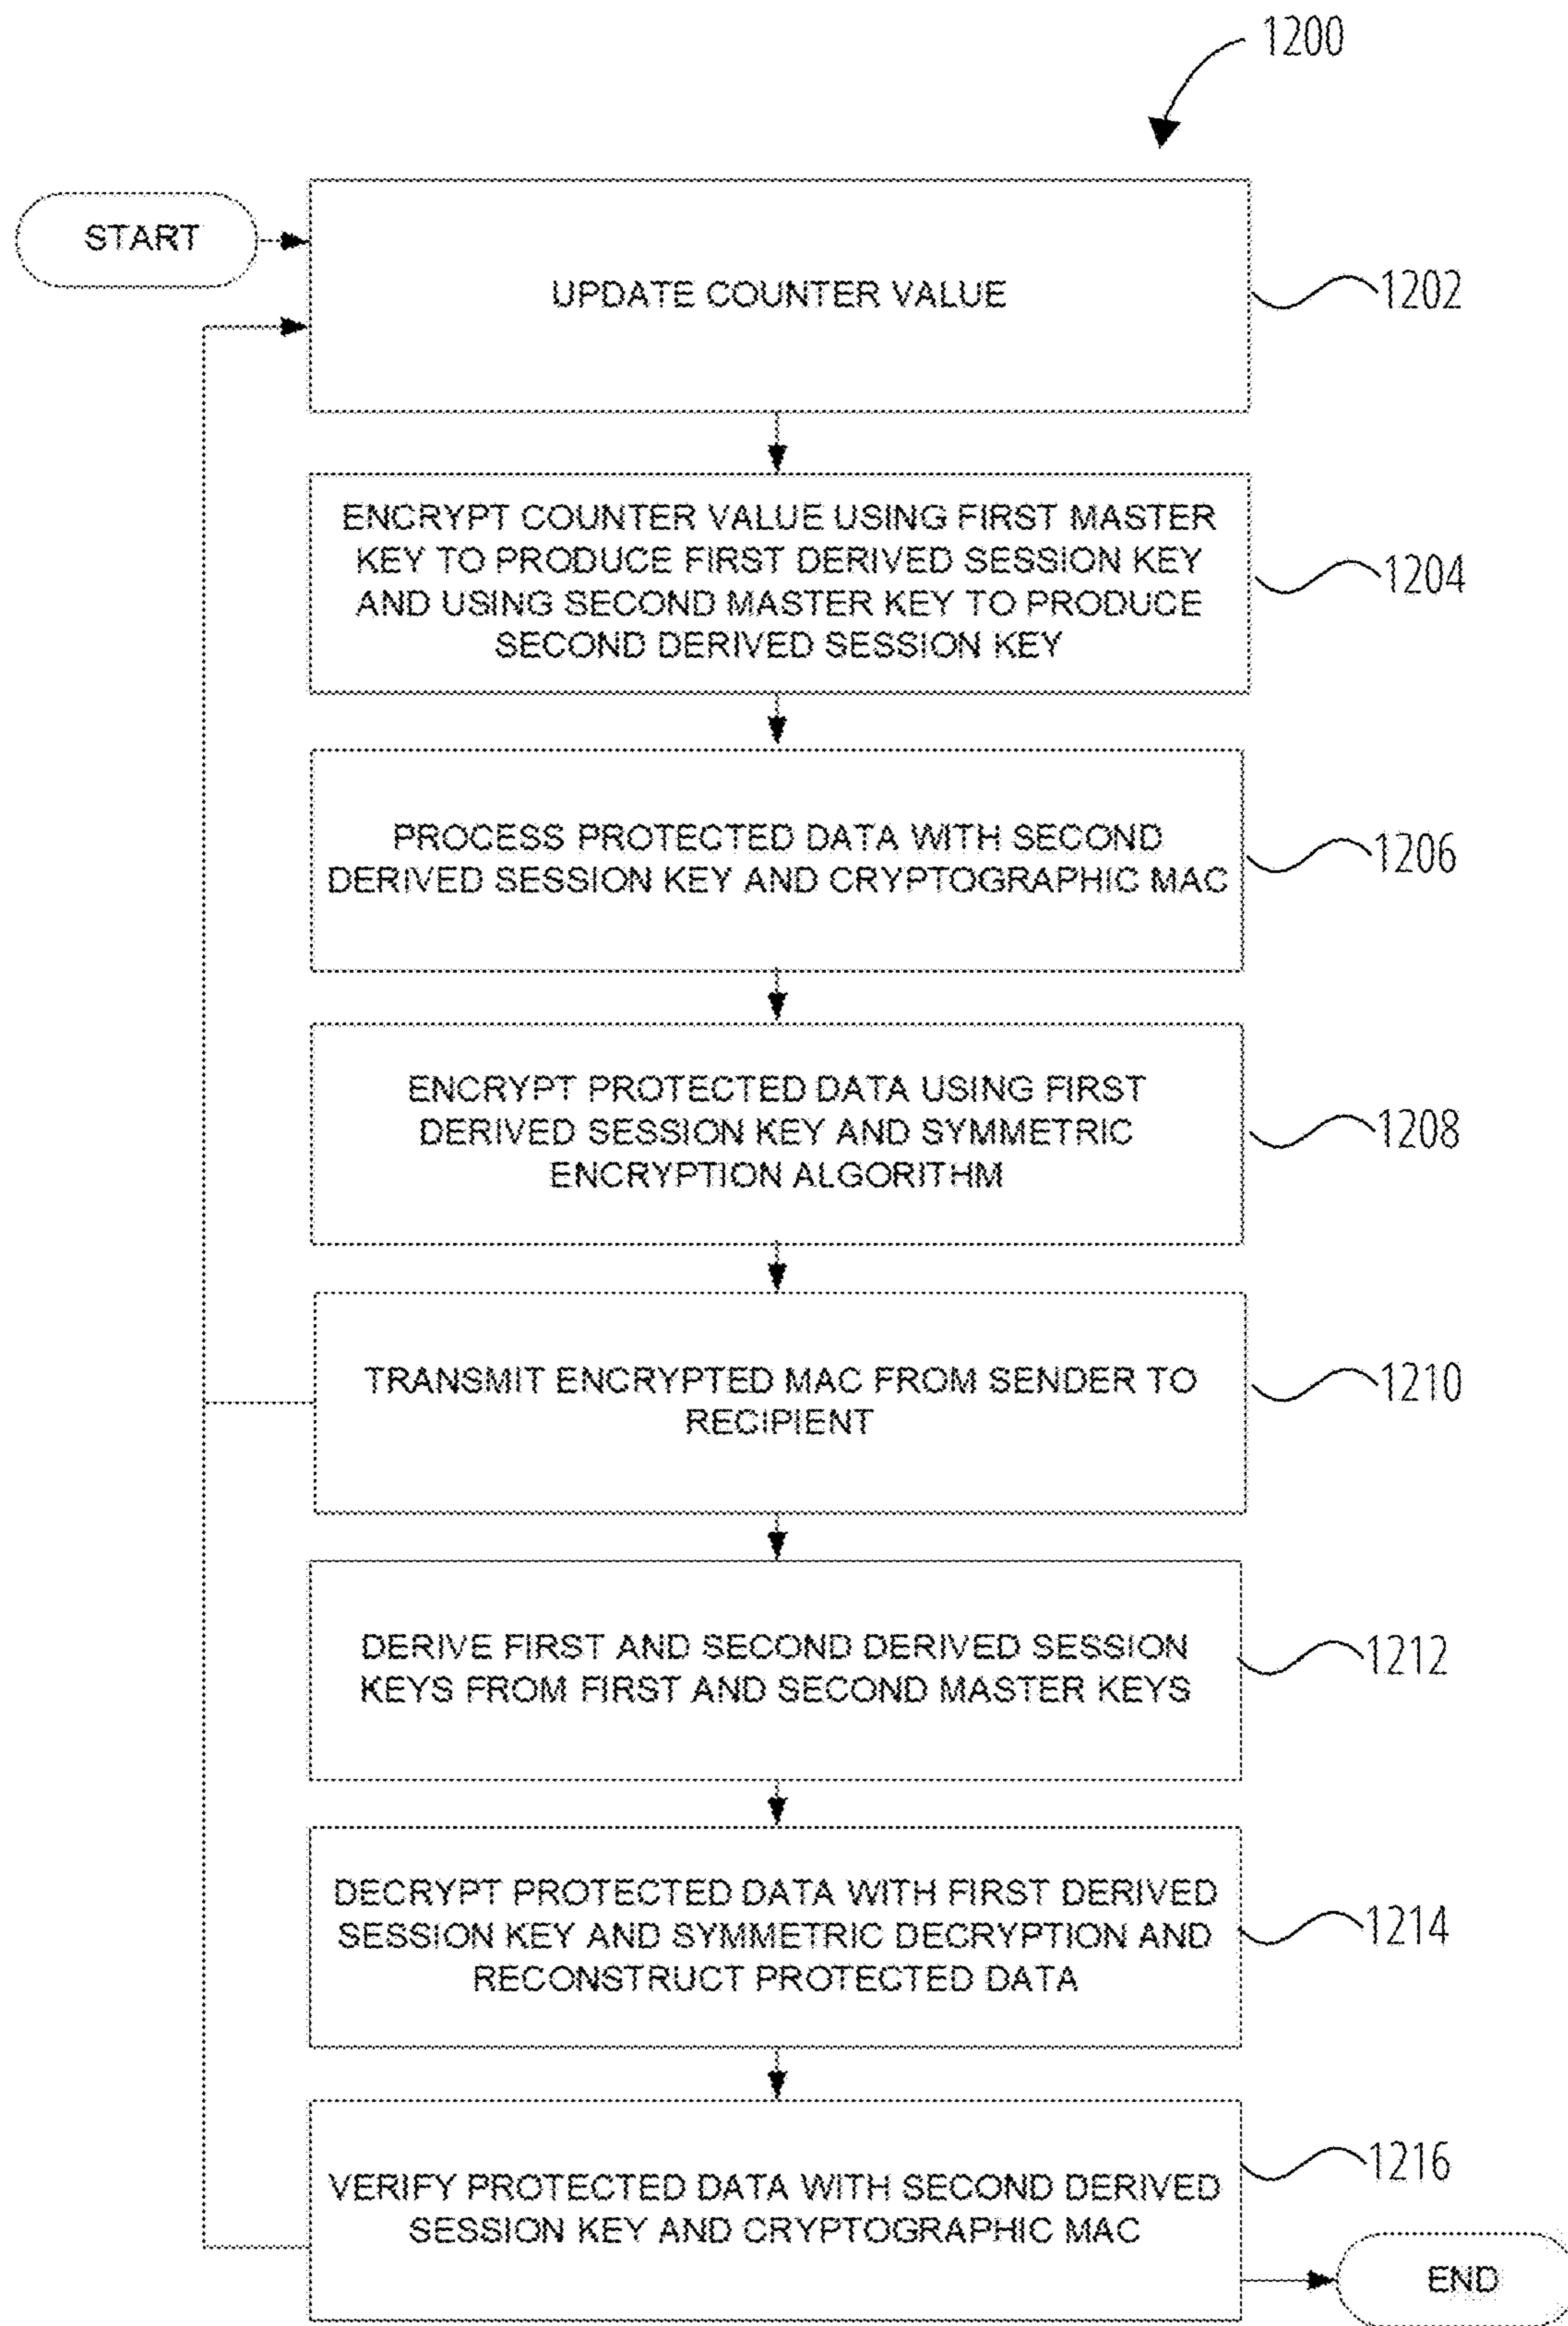 1200
START
UPDATE COUNTER VALUE
1202
ENCRYPT COUNTER VALUE USING FIRST MASTER
KEY TO PRODUCE FIRST DERIVED SESSION KEY
AND USING SECOND MASTER KEY TO PRODUCE
SECOND DERIVED SESSION KEY
1204
PROCESS PROTECTED DATA WITH SECOND
DERIVED SESSION KEY AND CRYPTOGRAPHIC MAC
1206
ENCRYPT PROTECTED DATA USING FIRST
DERIVED SESSION KEY AND SYMMETRIC
ENCRYPTION ALGORITHM
1208
TRANSMIT ENCRYPTED MAC FROM SENDER TO
RECIPIENT
1210
DERIVE FIRST AND SECOND DERIVED SESSION
KEYS FROM FIRST AND SECOND MASTER KEYS
1212
DECRYPT PROTECTED DATA WITH FIRST DERIVED
SESSION KEY AND SYMMETRIC DECRYPTION AND
RECONSTRUCT PROTECTED DATA
1214
VERIFY PROTECTED DATA WITH SECOND DERIVED
SESSION KEY AND CRYPTOGRAPHIC MAC
1216
END